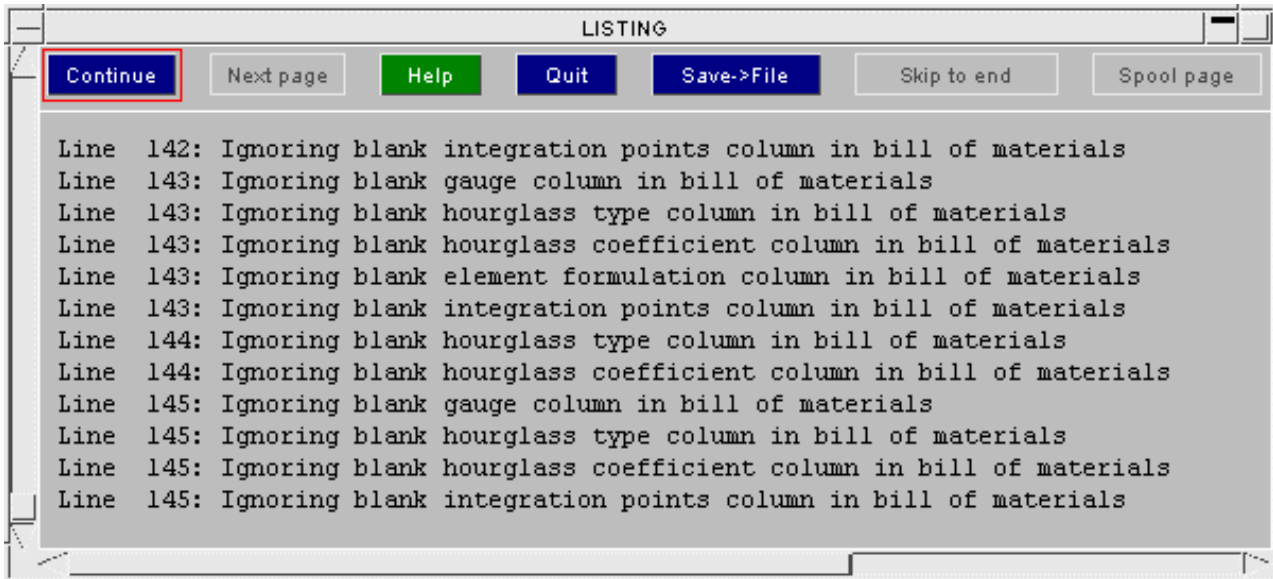 LISTING
Continue Next page Help Quit Save->File Skip to end Spool page
Line  142: Ignoring blank integration points column in bill of materials
Line  143: Ignoring blank gauge column in bill of materials
Line  143: Ignoring blank hourglass type column in bill of materials
Line  143: Ignoring blank hourglass coefficient column in bill of materials
Line  143: Ignoring blank element formulation column in bill of materials
Line  143: Ignoring blank integration points column in bill of materials
Line  144: Ignoring blank hourglass type column in bill of materials
Line  144: Ignoring blank hourglass coefficient column in bill of materials
Line  145: Ignoring blank gauge column in bill of materials
Line  145: Ignoring blank hourglass type column in bill of materials
Line  145: Ignoring blank hourglass coefficient column in bill of materials
Line  145: Ignoring blank integration points column in bill of materials